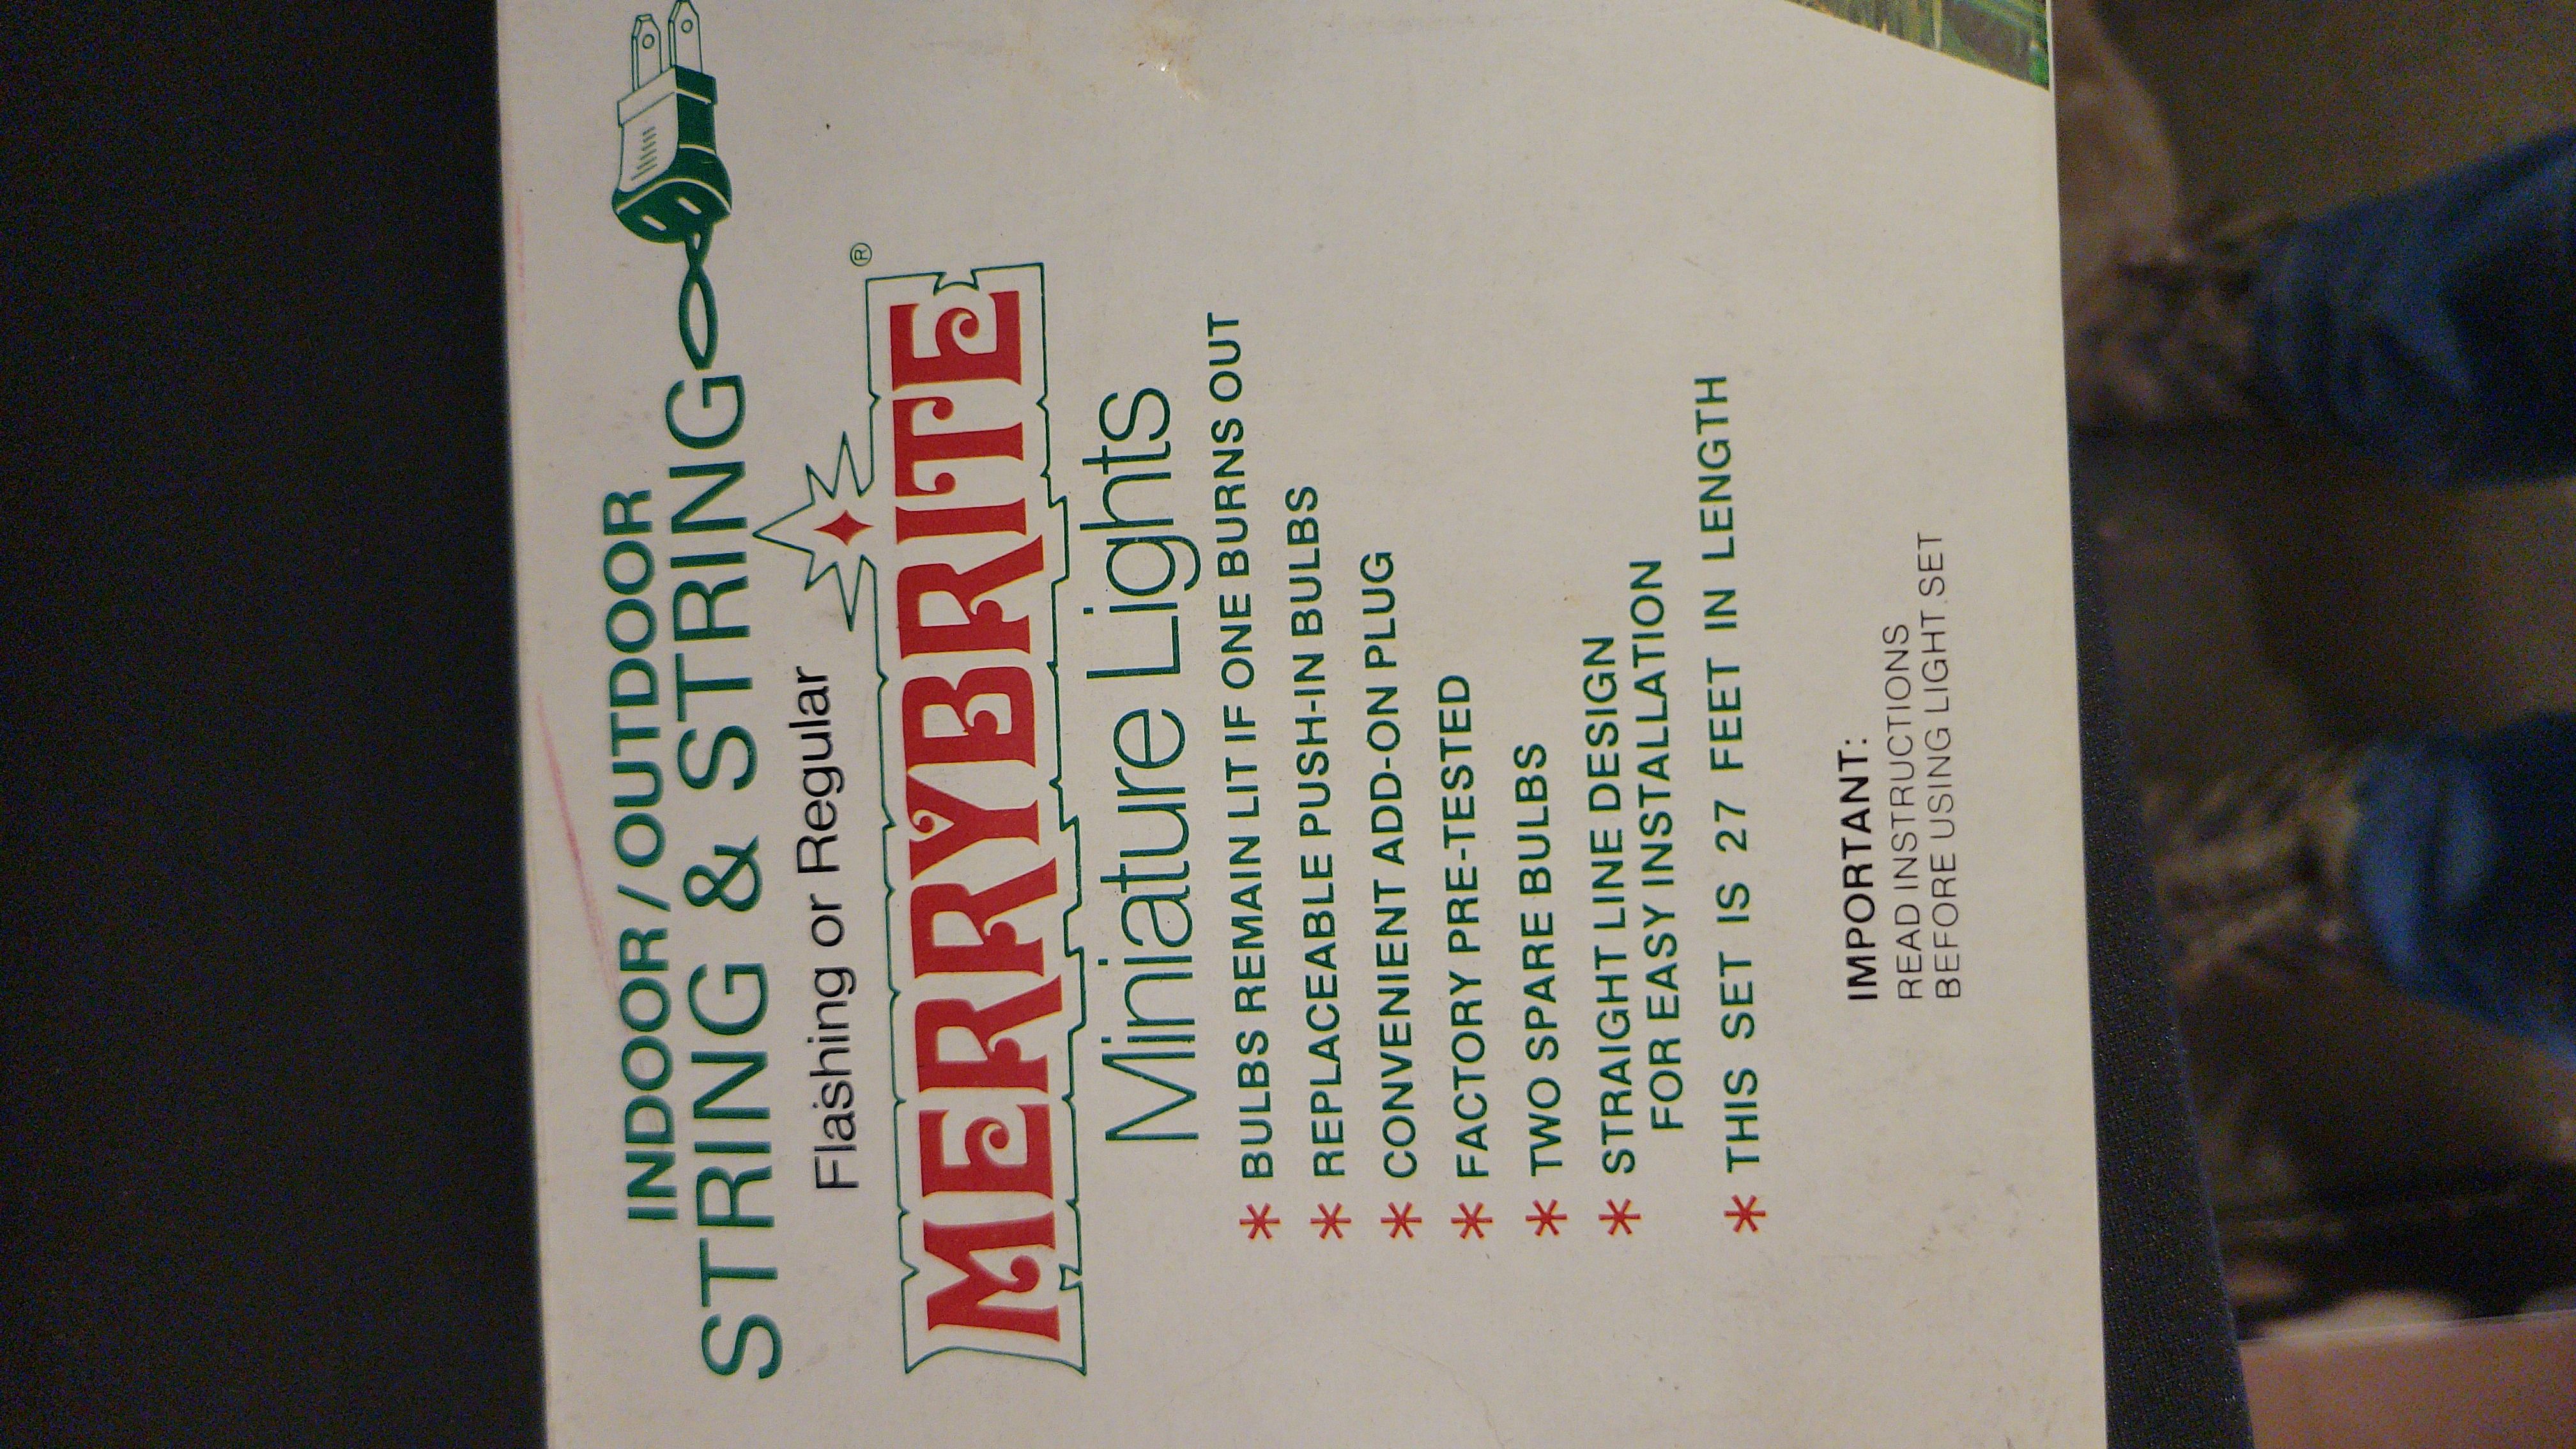 INDOOR / OUTDOOR
STRING & STRING
Flashing or Regular
MERRYBRITE®
Miniature Lights
* BULBS REMAIN LIT IF ONE BURNS OUT
* REPLACEABLE PUSH-IN BULBS
* CONVENIENT ADD-ON PLUG
* FACTORY PRE-TESTED
* TWO SPARE BULBS
* STRAIGHT LINE DESIGN
FOR EASY INSTALLATION
* THIS SET IS 27 FEET IN LENGTH
IMPORTANT:
READ INSTRUCTIONS
BEFORE USING LIGHT SET